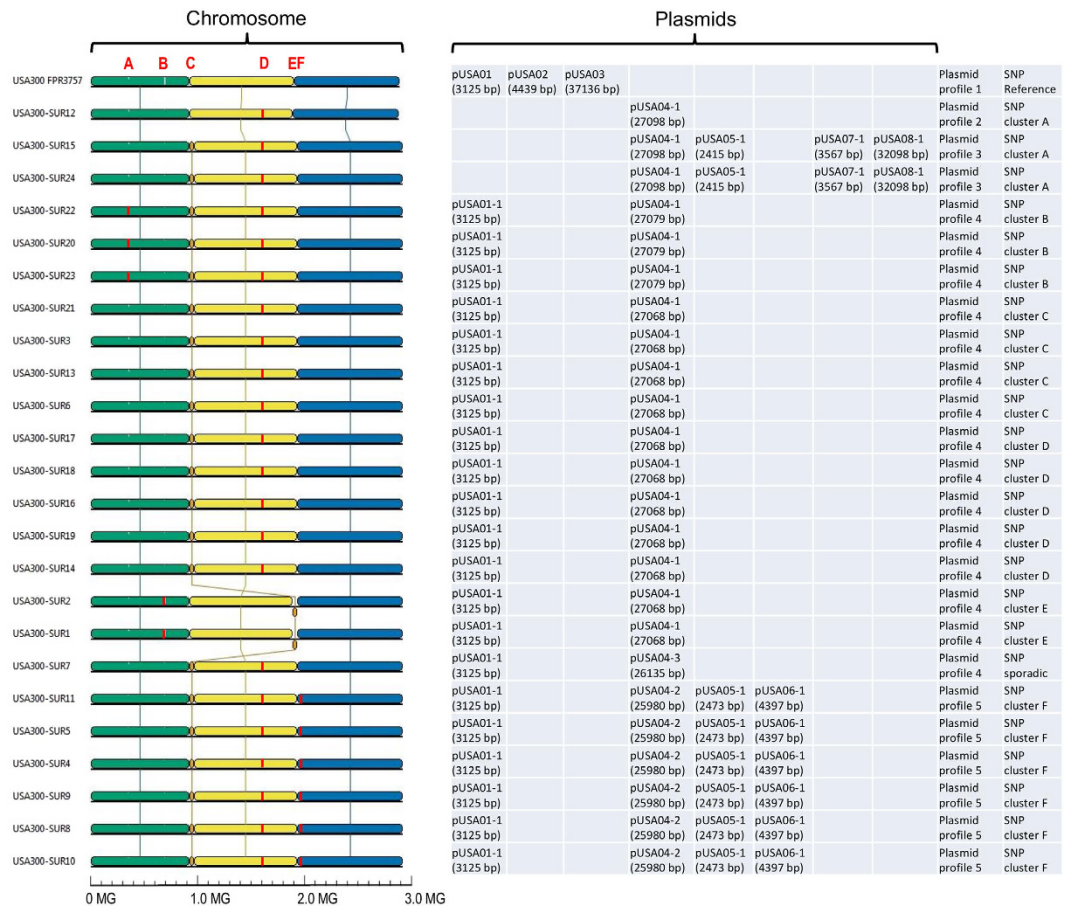 Chromosome Plasmids
A B C D EF
USA300 FPR3757 pUSA01 pUSA02 pUSA03 Plasmid SNP
(3125 bp) (4439 bp) (37136 bp) profile 1 Reference
USA300-SUR12 pUSA04-1 Plasmid SNP
(27098 bp) profile 2 cluster A
USA300-SUR15 pUSA04-1 pUSA05-1 pUSA07-1 pUSA08-1 Plasmid SNP
(27098 bp) (2415 bp) (3567 bp) (32098 bp) profile 3 cluster A
USA300-SUR24 pUSA04-1 pUSA05-1 pUSA07-1 pUSA08-1 Plasmid SNP
(27098 bp) (2415 bp) (3567 bp) (32098 bp) profile 3 cluster A
USA300-SUR22 pUSA01-1 pUSA04-1 Plasmid SNP
(3125 bp) (27079 bp) profile 4 cluster B
USA300-SUR20 pUSA01-1 pUSA04-1 Plasmid SNP
(3125 bp) (27079 bp) profile 4 cluster B
USA300-SUR23 pUSA01-1 pUSA04-1 Plasmid SNP
(3125 bp) (27079 bp) profile 4 cluster B
USA300-SUR21 pUSA01-1 pUSA04-1 Plasmid SNP
(3125 bp) (27068 bp) profile 4 cluster C
USA300-SUR3 pUSA01-1 pUSA04-1 Plasmid SNP
(3125 bp) (27068 bp) profile 4 cluster C
USA300-SUR13 pUSA01-1 pUSA04-1 Plasmid SNP
(3125 bp) (27068 bp) profile 4 cluster C
USA300-SUR6 pUSA01-1 pUSA04-1 Plasmid SNP
(3125 bp) (27068 bp) profile 4 cluster C
USA300-SUR17 pUSA01-1 pUSA04-1 Plasmid SNP
(3125 bp) (27068 bp) profile 4 cluster D
USA300-SUR18 pUSA01-1 pUSA04-1 Plasmid SNP
(3125 bp) (27068 bp) profile 4 cluster D
USA300-SUR16 pUSA01-1 pUSA04-1 Plasmid SNP
(3125 bp) (27068 bp) profile 4 cluster D
USA300-SUR19 pUSA01-1 pUSA04-1 Plasmid SNP
(3125 bp) (27068 bp) profile 4 cluster D
USA300-SUR14 pUSA01-1 pUSA04-1 Plasmid SNP
(3125 bp) (27068 bp) profile 4 cluster D
USA300-SUR2 pUSA01-1 pUSA04-1 Plasmid SNP
(3125 bp) (27068 bp) profile 4 cluster E
USA300-SUR1 pUSA01-1 pUSA04-1 Plasmid SNP
(3125 bp) (27068 bp) profile 4 cluster E
USA300-SUR7 pUSA01-1 pUSA04-3 Plasmid SNP
(3125 bp) (26135 bp) profile 4 sporadic
USA300-SUR11 pUSA01-1 pUSA04-2 pUSA05-1 pUSA06-1 Plasmid SNP
(3125 bp) (25980 bp) (2473 bp) (4397 bp) profile 5 cluster F
USA300-SUR5 pUSA01-1 pUSA04-2 pUSA05-1 pUSA06-1 Plasmid SNP
(3125 bp) (25980 bp) (2473 bp) (4397 bp) profile 5 cluster F
USA300-SUR4 pUSA01-1 pUSA04-2 pUSA05-1 pUSA06-1 Plasmid SNP
(3125 bp) (25980 bp) (2473 bp) (4397 bp) profile 5 cluster F
USA300-SUR9 pUSA01-1 pUSA04-2 pUSA05-1 pUSA06-1 Plasmid SNP
(3125 bp) (25980 bp) (2473 bp) (4397 bp) profile 5 cluster F
USA300-SUR8 pUSA01-1 pUSA04-2 pUSA05-1 pUSA06-1 Plasmid SNP
(3125 bp) (25980 bp) (2473 bp) (4397 bp) profile 5 cluster F
USA300-SUR10 pUSA01-1 pUSA04-2 pUSA05-1 pUSA06-1 Plasmid SNP
(3125 bp) (25980 bp) (2473 bp) (4397 bp) profile 5 cluster F
0 MG 1.0 MG 2.0 MG 3.0 MG